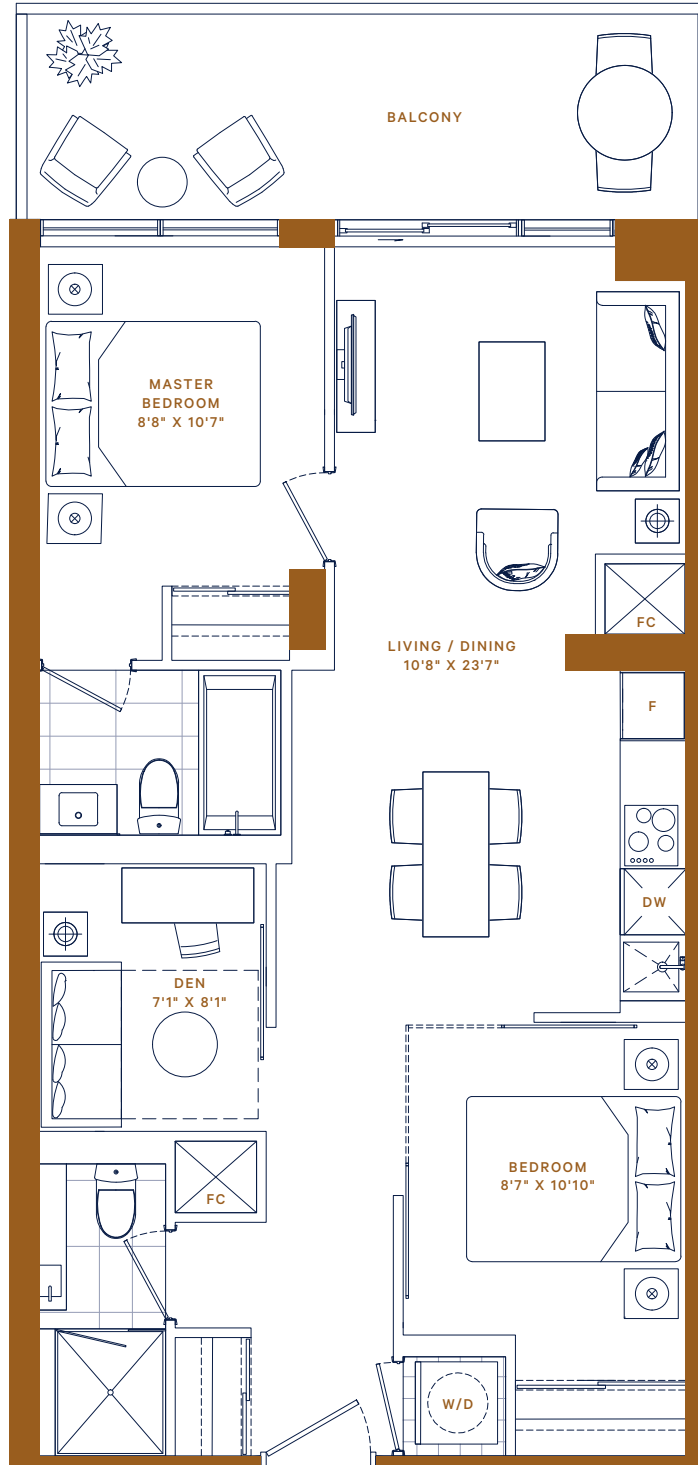 BALCONY
MASTER
BEDROOM
8'8" X 10'7"
FC
LIVING / DINING
10'8" X 23'7"
F
DW
DEN
7'1" X 8'1"
BEDROOM
8'7" X 10'10"
FC
W/D